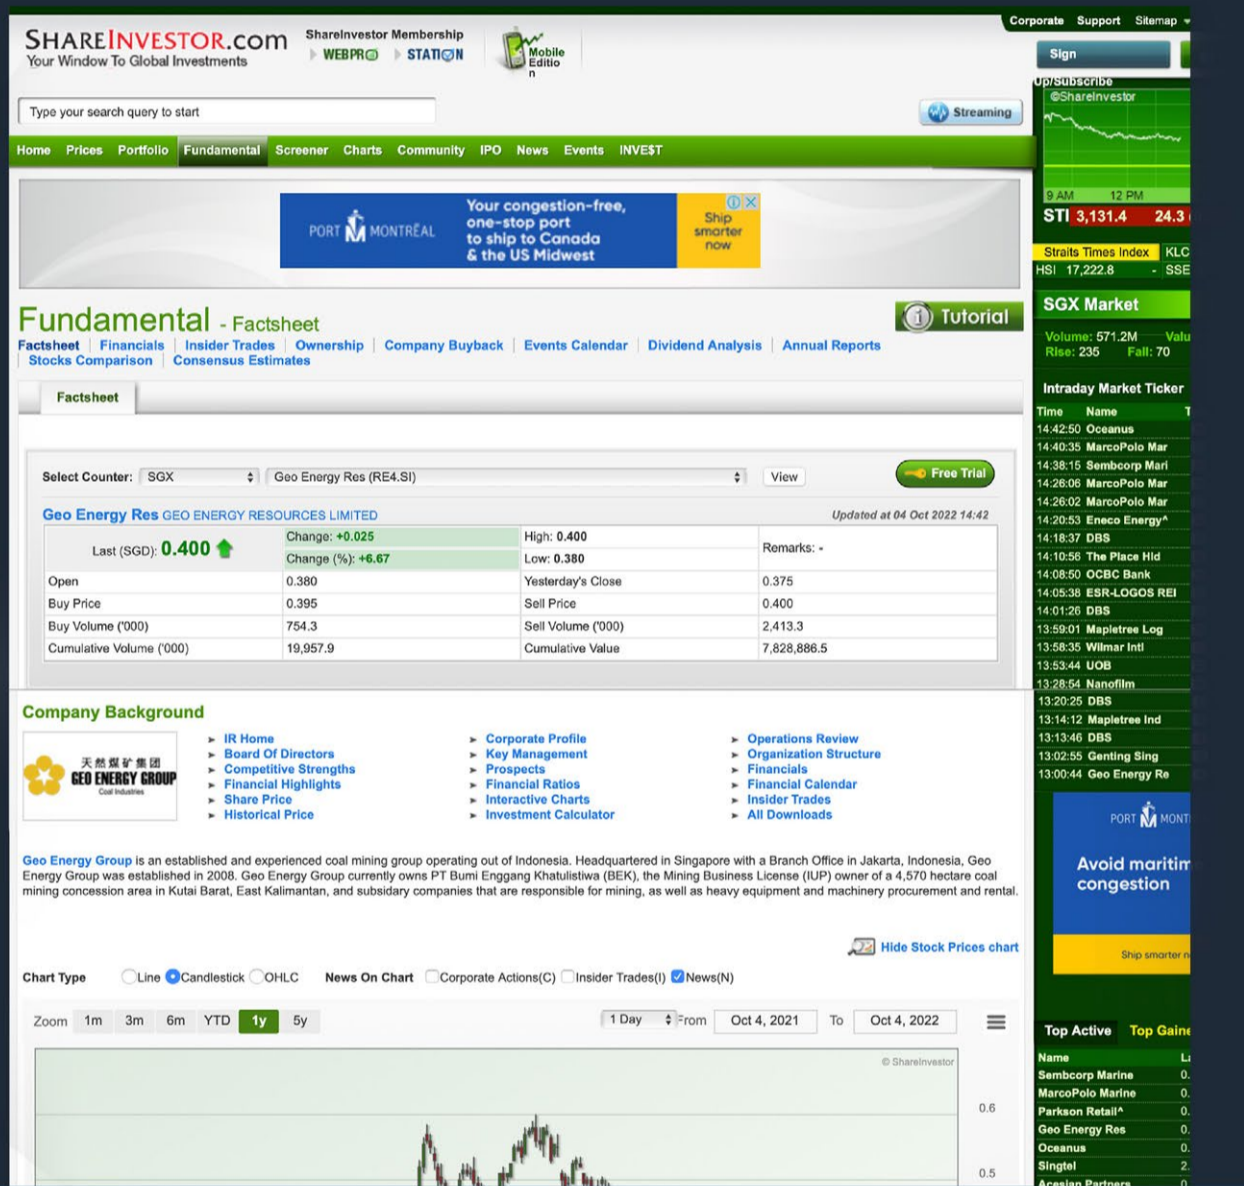 Corporate Support Sitemap
SHAREINVESTOR.com
Your Window To Global Investments
ShareInvestor Membership
WEBPRO STATION
Mobile
Editio
n
Sign
Up/Subscribe
Type your search query to start
Streaming
Home Prices Portfolio Fundamental Screener Charts Community IPO News Events INVE$T
PORT MONTRÉAL
Your congestion-free,
one-stop port
to ship to Canada
& the US Midwest
Ship
smarter
now
©ShareInvestor
9 AM 12 PM
STI 3,131.4 24.3
Straits Times Index KLC
HSI 17,222.8 - SSE
Fundamental - Factsheet
Tutorial
Factsheet Financials Insider Trades Ownership Company Buyback Events Calendar Dividend Analysis Annual Reports
Stocks Comparison Consensus Estimates
Factsheet
Select Counter: SGX Geo Energy Res (RE4.SI) View Free Trial
Geo Energy Res GEO ENERGY RESOURCES LIMITED Updated at 04 Oct 2022 14:42
Last (SGD): 0.400
Change: +0.025 High: 0.400
Remarks: -
Change (%): +6.67 Low: 0.380
Open 0.380 Yesterday's Close 0.375
Buy Price 0.395 Sell Price 0.400
Buy Volume ('000) 754.3 Sell Volume ('000) 2,413.3
Cumulative Volume ('000) 19,957.9 Cumulative Value 7,828,886.5
SGX Market
Volume: 571.2M Valu
Rise: 235 Fall: 70
Intraday Market Ticker
Time Name T
14:42:50 Oceanus
14:40:35 MarcoPolo Mar
14:38:15 Sembcorp Mari
14:26:06 MarcoPolo Mar
14:26:02 MarcoPolo Mar
14:20:53 Eneco Energy^
14:18:37 DBS
14:10:56 The Place Hld
14:08:50 OCBC Bank
14:05:38 ESR-LOGOS REI
14:01:26 DBS
13:59:01 Mapletree Log
13:58:35 Wilmar Intl
13:53:44 UOB
13:28:54 Nanofilm
13:20:25 DBS
13:14:12 Mapletree Ind
13:13:46 DBS
13:02:55 Genting Sing
13:00:44 Geo Energy Re
Company Background
天然煤矿集团
GEO ENERGY GROUP
Coal Industries
IR Home Corporate Profile Operations Review
Board Of Directors Key Management Organization Structure
Competitive Strengths Prospects Financials
Financial Highlights Financial Ratios Financial Calendar
Share Price Interactive Charts Insider Trades
Historical Price Investment Calculator All Downloads
Geo Energy Group is an established and experienced coal mining group operating out of Indonesia. Headquartered in Singapore with a Branch Office in Jakarta, Indonesia, Geo
Energy Group was established in 2008. Geo Energy Group currently owns PT Bumi Enggang Khatulistiwa (BEK), the Mining Business License (IUP) owner of a 4,570 hectare coal
mining concession area in Kutai Barat, East Kalimantan, and subsidary companies that are responsible for mining, as well as heavy equipment and machinery procurement and rental.
Hide Stock Prices chart
Chart Type Line Candlestick OHLC News On Chart Corporate Actions(C) Insider Trades(I) News(N)
Zoom 1m 3m 6m YTD 1y 5y 1 Day From Oct 4, 2021 To Oct 4, 2022
© ShareInvestor
0.6
0.5
PORT MONT
Avoid maritim
congestion
Ship smarter n
Top Active Top Gaine
Name La
Sembcorp Marine 0.
MarcoPolo Marine 0.
Parkson Retail^ 0.
Geo Energy Res 0.
Oceanus 0.
Singtel 2.
Acesian Partners 0.